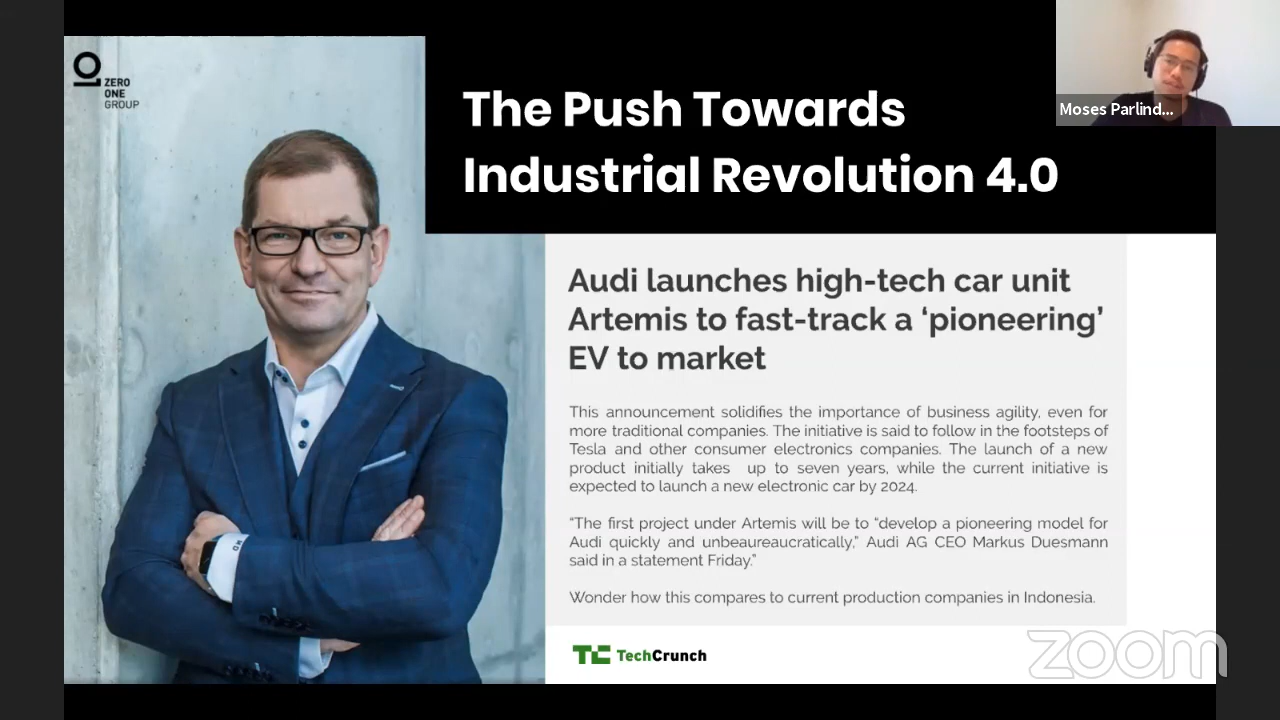 ZERO
ONE
GROUP
The Push Towards
Industrial Revolution 4.0
Moses Parlind...
Audi launches high-tech car unit
Artemis to fast-track a ‘pioneering’
EV to market
This announcement solidifies the importance of business agility, even for
more traditional companies. The initiative is said to follow in the footsteps of
Tesla and other consumer electronics companies. The launch of a new
product initially takes up to seven years, while the current initiative is
expected to launch a new electronic car by 2024.
“The first project under Artemis will be to “develop a pioneering model for
Audi quickly and unbeaureaucratically,” Audi AG CEO Markus Duesmann
said in a statement Friday.”
Wonder how this compares to current production companies in Indonesia.
TechCrunch
zoom